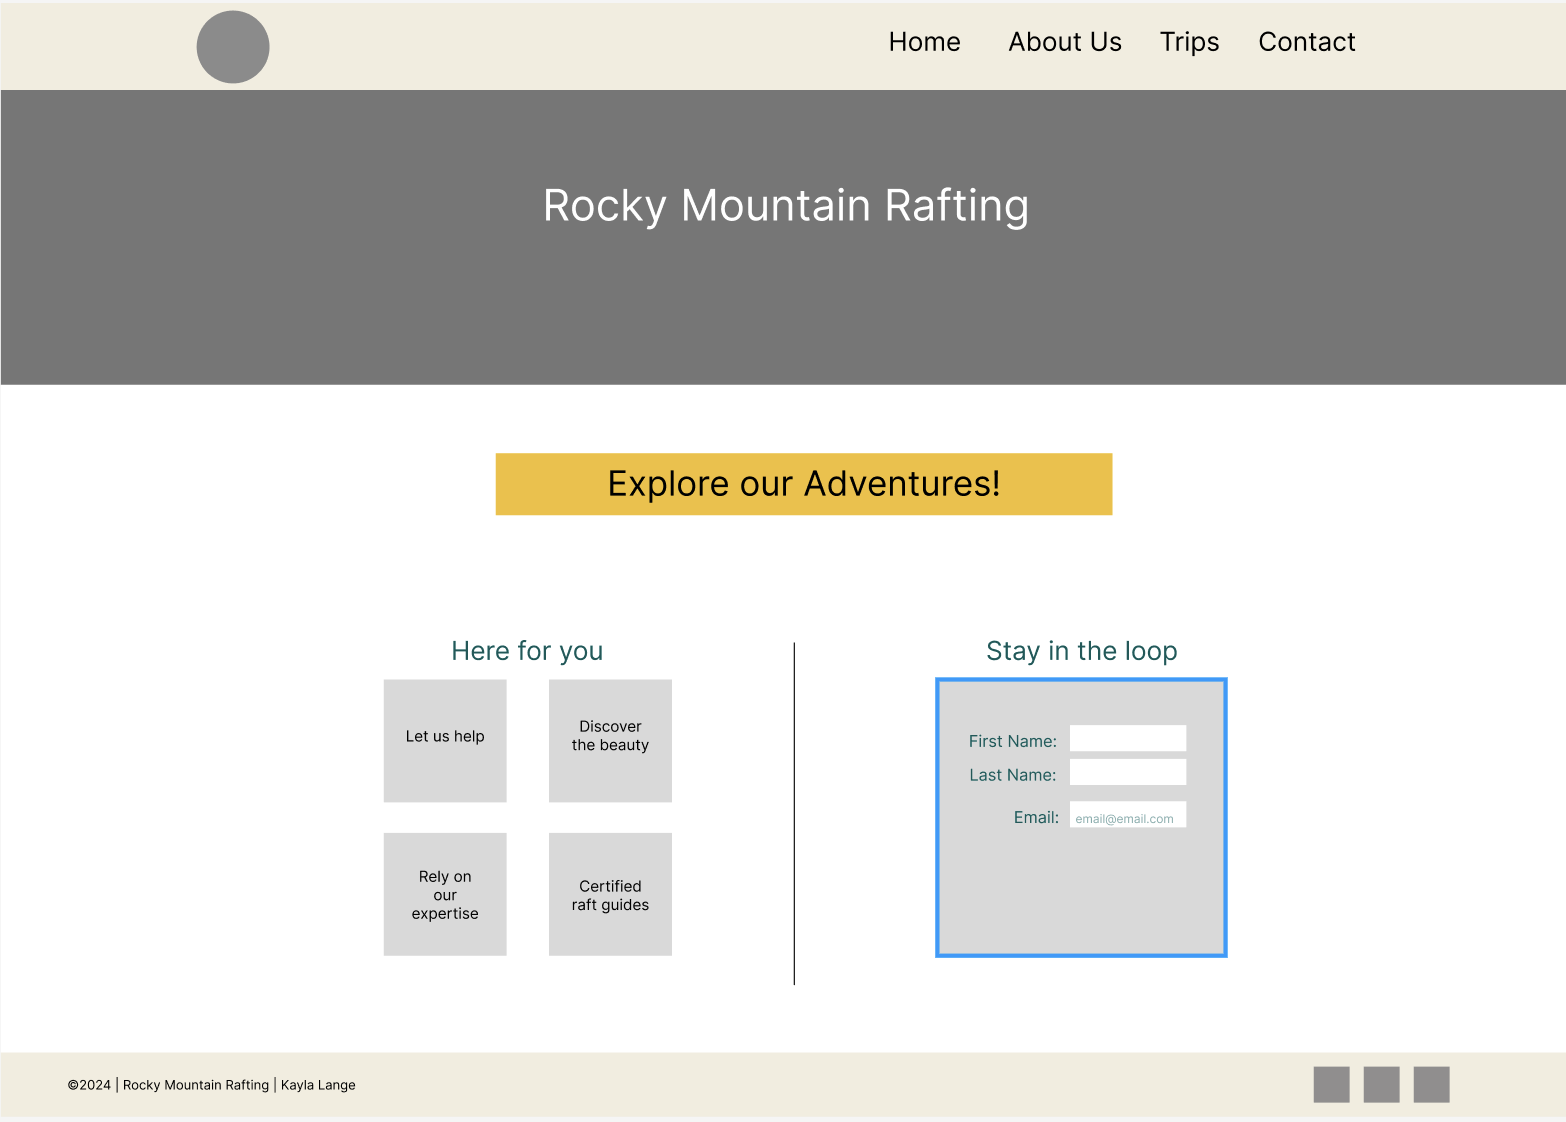 Home About Us Trips Contact
Rocky Mountain Rafting
Explore our Adventures!
Here for you
Let us help
Discover
the beauty
Rely on
our
expertise
Certified
raft guides
Stay in the loop
First Name:
Last Name:
Email: email@email.com
©2024 | Rocky Mountain Rafting | Kayla Lange